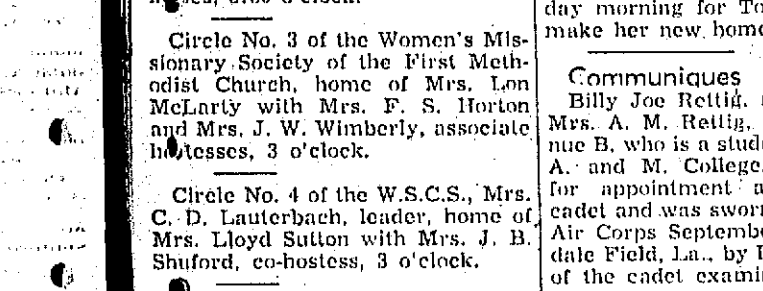 o'clock.
Circle No. 3 of the Women's Mis-
sionary Society of the First Meth-
odist Church, home of Mrs. Lon
McLarty with Mrs. F. S. Horton
and Mrs. J. W. Wimberly, associate
hostesses, 3 o'clock.
Circle No. 4 of the W.S.C.S., Mrs.
C. D. Lauterbach, leader, home of
Mrs. Lloyd Sutton with Mrs. J. B.
Shuford, co-hostess, 3 o'clock.
day morning for To
make her new home
Communiques
Billy Joe Rettig,
Mrs. A. M. Rettig,
nue B, who is a stud
A. and M. College,
for appointment a
cadet and was swor
Air Corps Septembe
dale Field, La., by
of the cadet exami